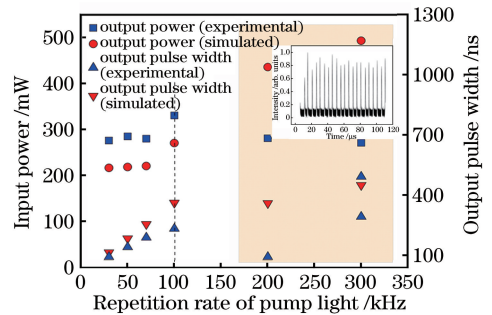 output power (experimental)
output power (simulated)
output pulse width
(experimental)
output pulse width
(simulated)
Input power/mW
500
400
300
200
100
0
Output pulse width/ns
1300
1000
700
400
100
Intensity/arb. units
1.0
0.8
0.6
0.4
0.2
0
0 20 40 60 80 100 120
Time/μs
0 50 100 150 200 250 300 350
Repetition rate of pump light/kHz